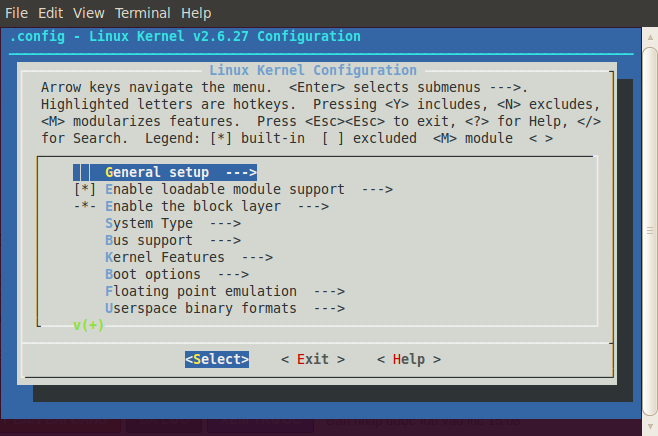 File Edit View Terminal Help
.config - Linux Kernel v2.6.27 Configuration
Linux Kernel Configuration
Arrow keys navigate the menu. <Enter> selects submenus --->.
Highlighted letters are hotkeys. Pressing <Y> includes, <N> excludes,
<M> modularizes features. Press <Esc><Esc> to exit, <?> for Help, </>
for Search. Legend: [*] built-in [ ] excluded <M> module < >
General setup --->
[*] Enable loadable module support --->
-*- Enable the block layer --->
System Type --->
Bus support --->
Kernel Features --->
Boot options --->
Floating point emulation --->
Userspace binary formats --->
v(+)
<Select> < Exit > < Help >